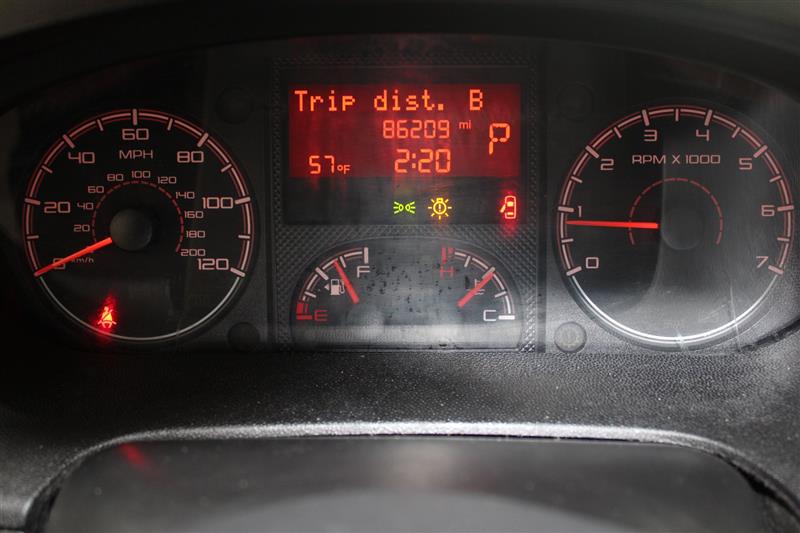 Trip dist. B
86209 mi
P
57°F 2:20
MPH
0 20 40 60 80 100 120
20 40 60 80 100 120 140 160 180 200
km/h
F
E
H
C
RPM X 1000
0 1 2 3 4 5 6 7